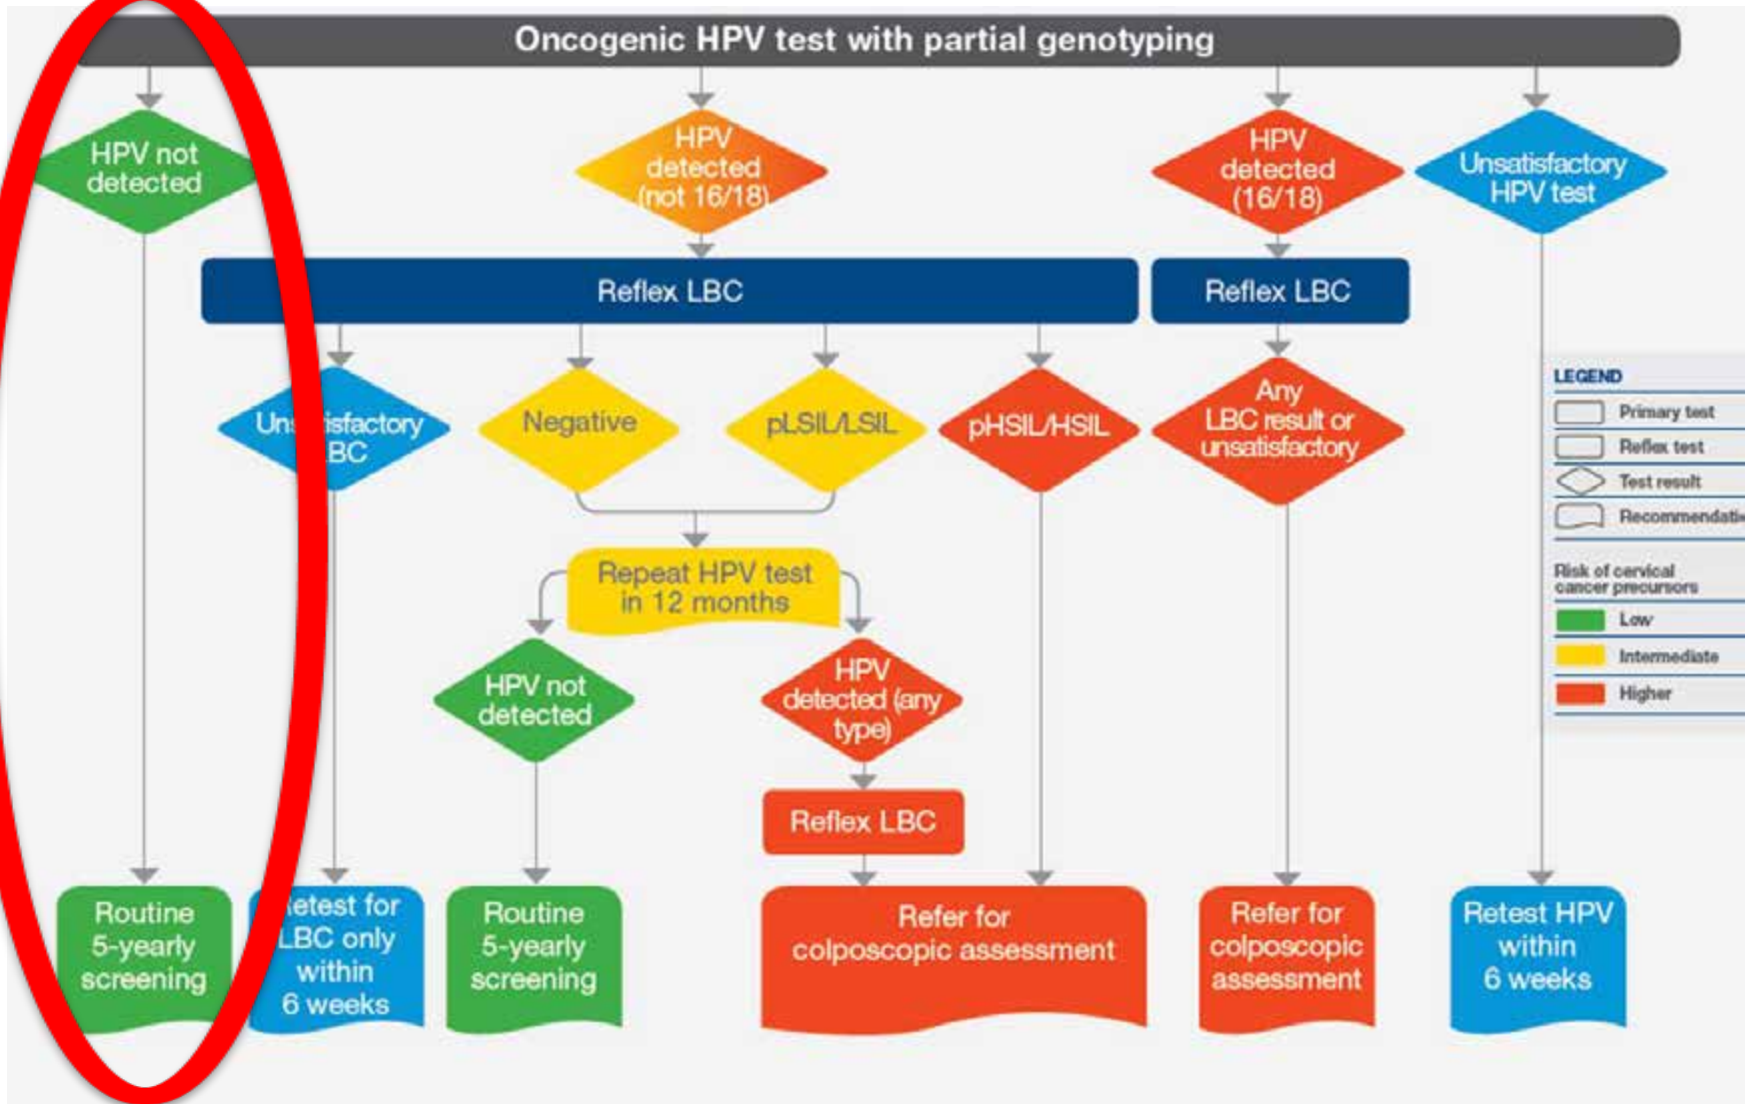 Oncogenic HPV test with partial genotyping
HPV not
detected
HPV
detected
(not 16/18)
HPV
detected
(16/18)
Unsatisfactory
HPV test
Reflex LBC
Reflex LBC
Negative
pLSIL/LSIL
pHSIL/HSIL
Any
LBC result or
unsatisfactory
Repeat HPV test
in 12 months
HPV not
detected
HPV
detected (any
type)
Reflex LBC
Routine
5-yearly
screening
LBC only
within
6 weeks
Routine
5-yearly
screening
Refer for
colposcopic assessment
Refer for
colposcopic
assessment
Retest HPV
within
6 weeks
LEGEND
Primary test
Reflex test
Test result
Risk of cervical
cancer precursors
Low
Intermediate
Higher